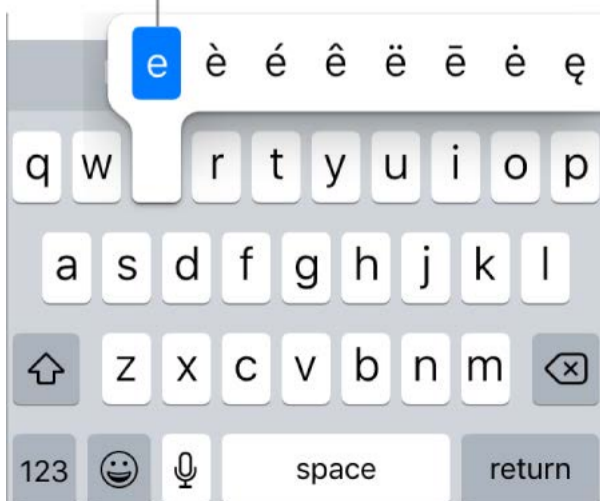 e è é ê ë ē ė ę
q w r t y u i o p
a s d f g h j k l
z x c v b n m
123 space return